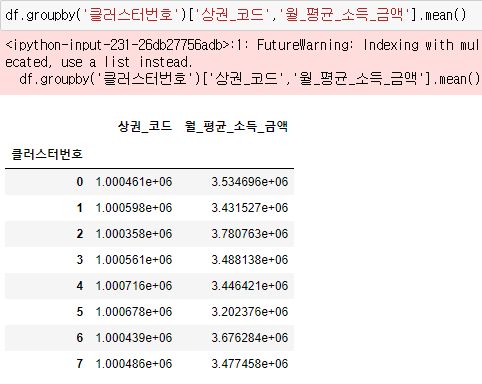 df.groupby('클러스터번호')['상권_코드','월_평균_소득_금액'].mean()
<ipython-input-231-26db27756adb>:1: FutureWarning: Indexing with mul
ecated, use a list instead.
df.groupby('클러스터번호')['상권_코드','월_평균_소득_금액'].mean()
상권_코드 월_평균_소득_금액
클러스터번호
0 1.000461e+06 3.534696e+06
1 1.000598e+06 3.431527e+06
2 1.000358e+06 3.780763e+06
3 1.000561e+06 3.488138e+06
4 1.000716e+06 3.446421e+06
5 1.000678e+06 3.202376e+06
6 1.000439e+06 3.676284e+06
7 1.000486e+06 3.477458e+06